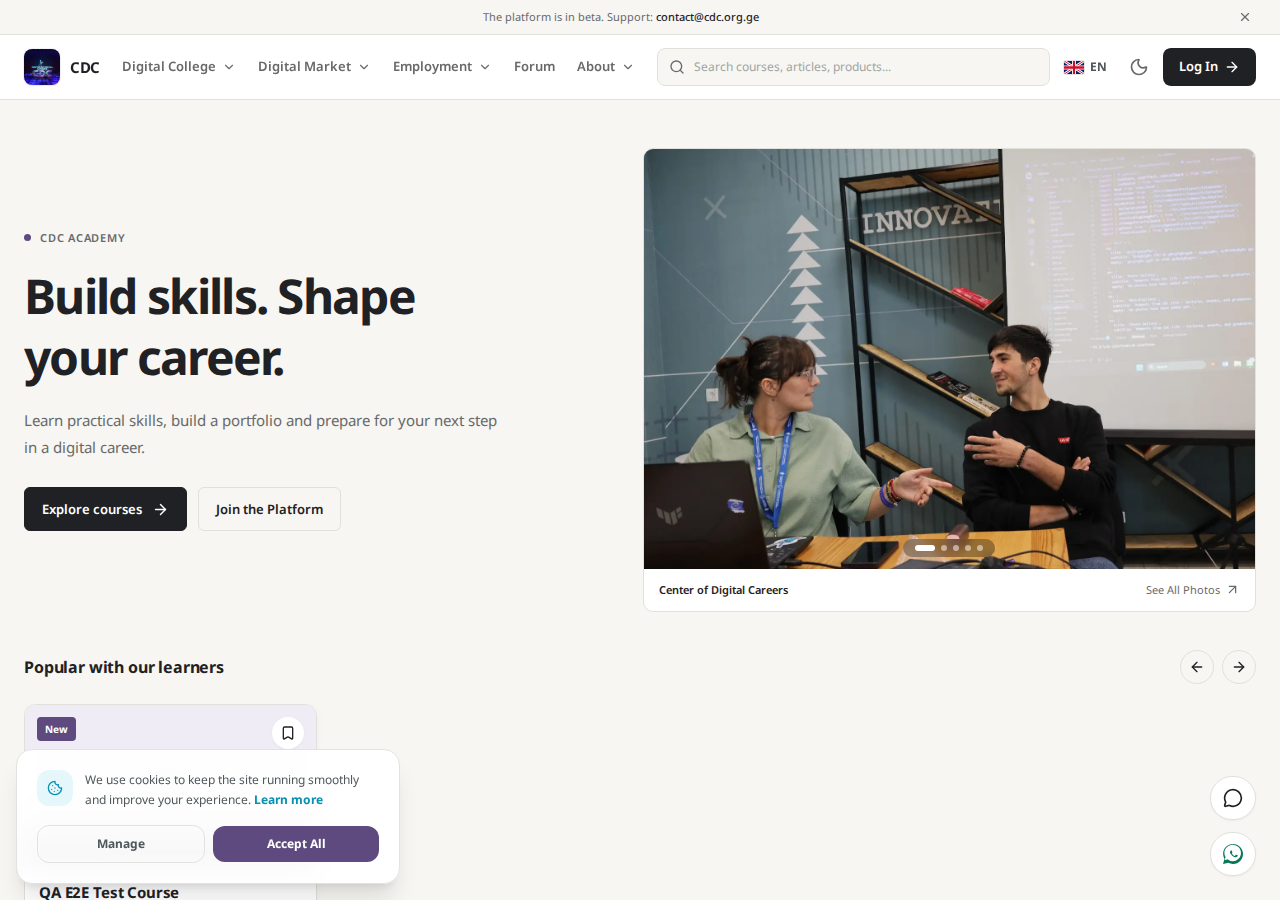 The platform is in beta. Support: contact@cdc.org.ge
CDC
Digital College
Digital Market
Employment
Forum
About
Search courses, articles, products...
EN
Log In
CDC ACADEMY
Build skills. Shape
your career.
Learn practical skills, build a portfolio and prepare for your next step
in a digital career.
Explore courses
Join the Platform
INNOVAT
Center of Digital Careers
See All Photos
Popular with our learners
New
We use cookies to keep the site running smoothly
and improve your experience. Learn more
Manage
Accept All
QA E2E Test Course